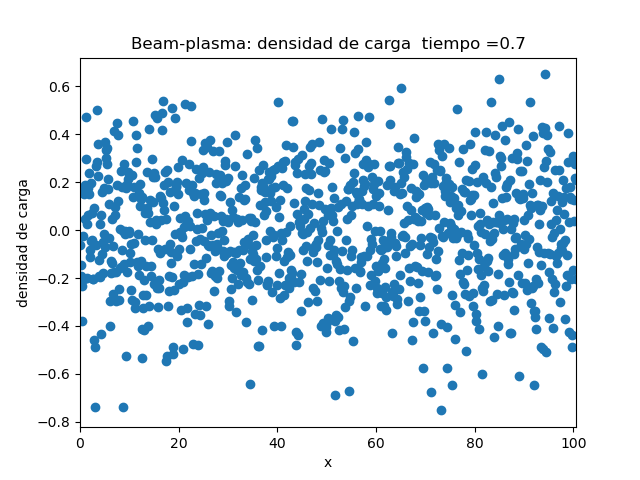 Beam-plasma: densidad de carga  tiempo =0.7
densidad de carga
0.6
0.4
0.2
0.0
−0.2
−0.4
−0.6
−0.8
0 20 40 60 80 100
x